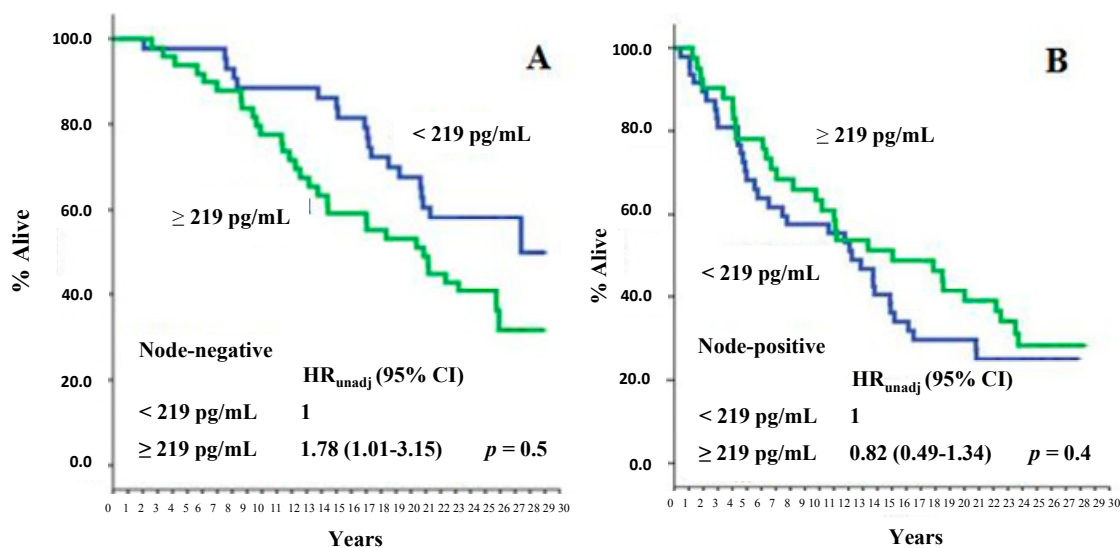 A
100.0
80.0
60.0
40.0
20.0
0.0
% Alive
< 219 pg/mL
≥ 219 pg/mL
Node-negative
HRunadj (95% CI)
< 219 pg/mL 1
≥ 219 pg/mL 1.78 (1.01-3.15) p = 0.5
0 1 2 3 4 5 6 7 8 9 10 11 12 13 14 15 16 17 18 19 20 21 22 23 24 25 26 27 28 29 30
Years
B
100.0
80.0
60.0
40.0
20.0
0.0
% Alive
≥ 219 pg/mL
< 219 pg/mL
Node-positive
HRunadj (95% CI)
< 219 pg/mL 1
≥ 219 pg/mL 0.82 (0.49-1.34) p = 0.4
0 1 2 3 4 5 6 7 8 9 10 11 12 13 14 15 16 17 18 19 20 21 22 23 24 25 26 27 28 29 30
Years